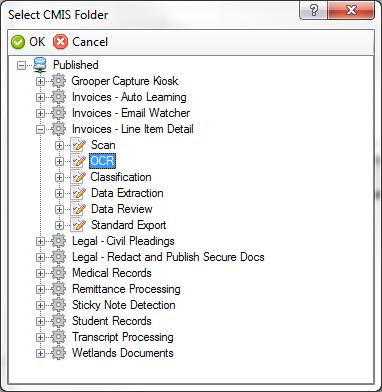 Select CMIS Folder
? X
OK Cancel
Published
Grooper Capture Kiosk
Invoices - Auto Learning
Invoices - Email Watcher
Invoices - Line Item Detail
Scan
OCR
Classification
Data Extraction
Data Review
Standard Export
Legal - Civil Pleadings
Legal - Redact and Publish Secure Docs
Medical Records
Remittance Processing
Sticky Note Detection
Student Records
Transcript Processing
Wetlands Documents